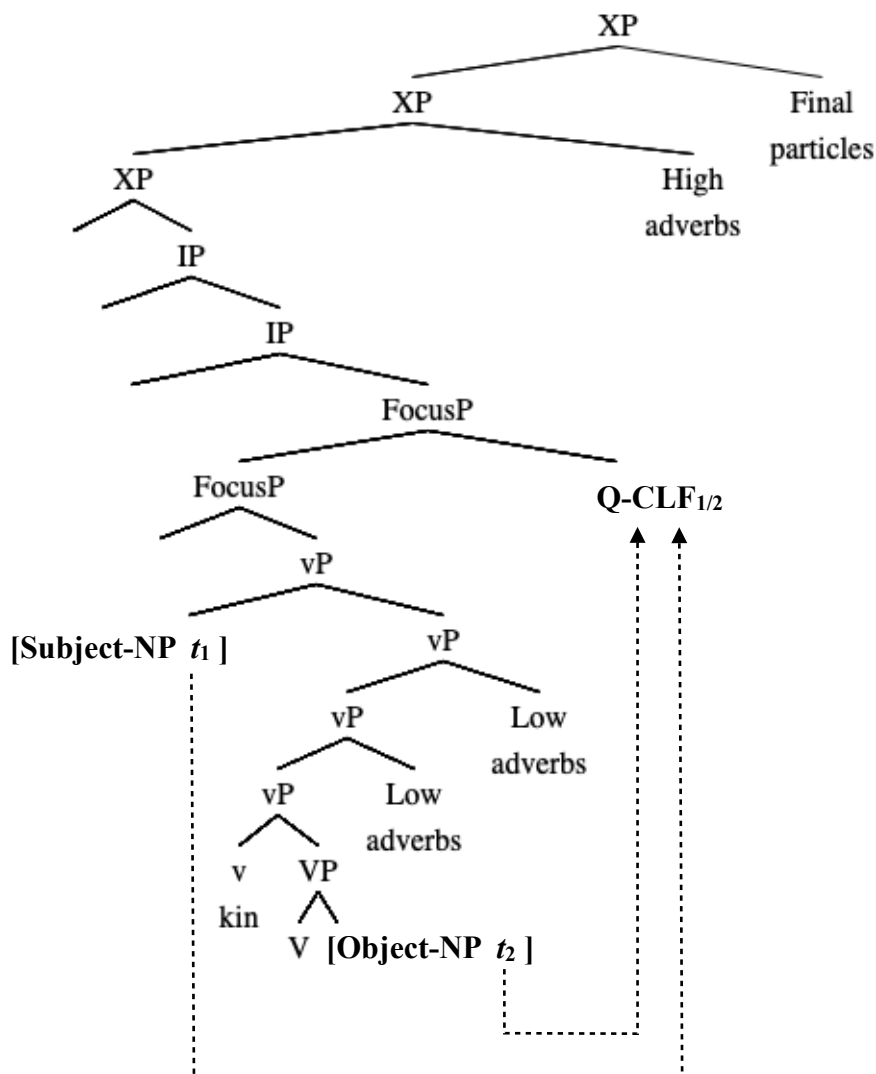 XP
XP
Final
particles
XP
High
adverbs
IP
IP
FocusP
FocusP
Q-CLF1/2
vP
[Subject-NP t1 ]
vP
vP
Low
adverbs
vP
Low
adverbs
v
VP
kin
V [Object-NP t2 ]